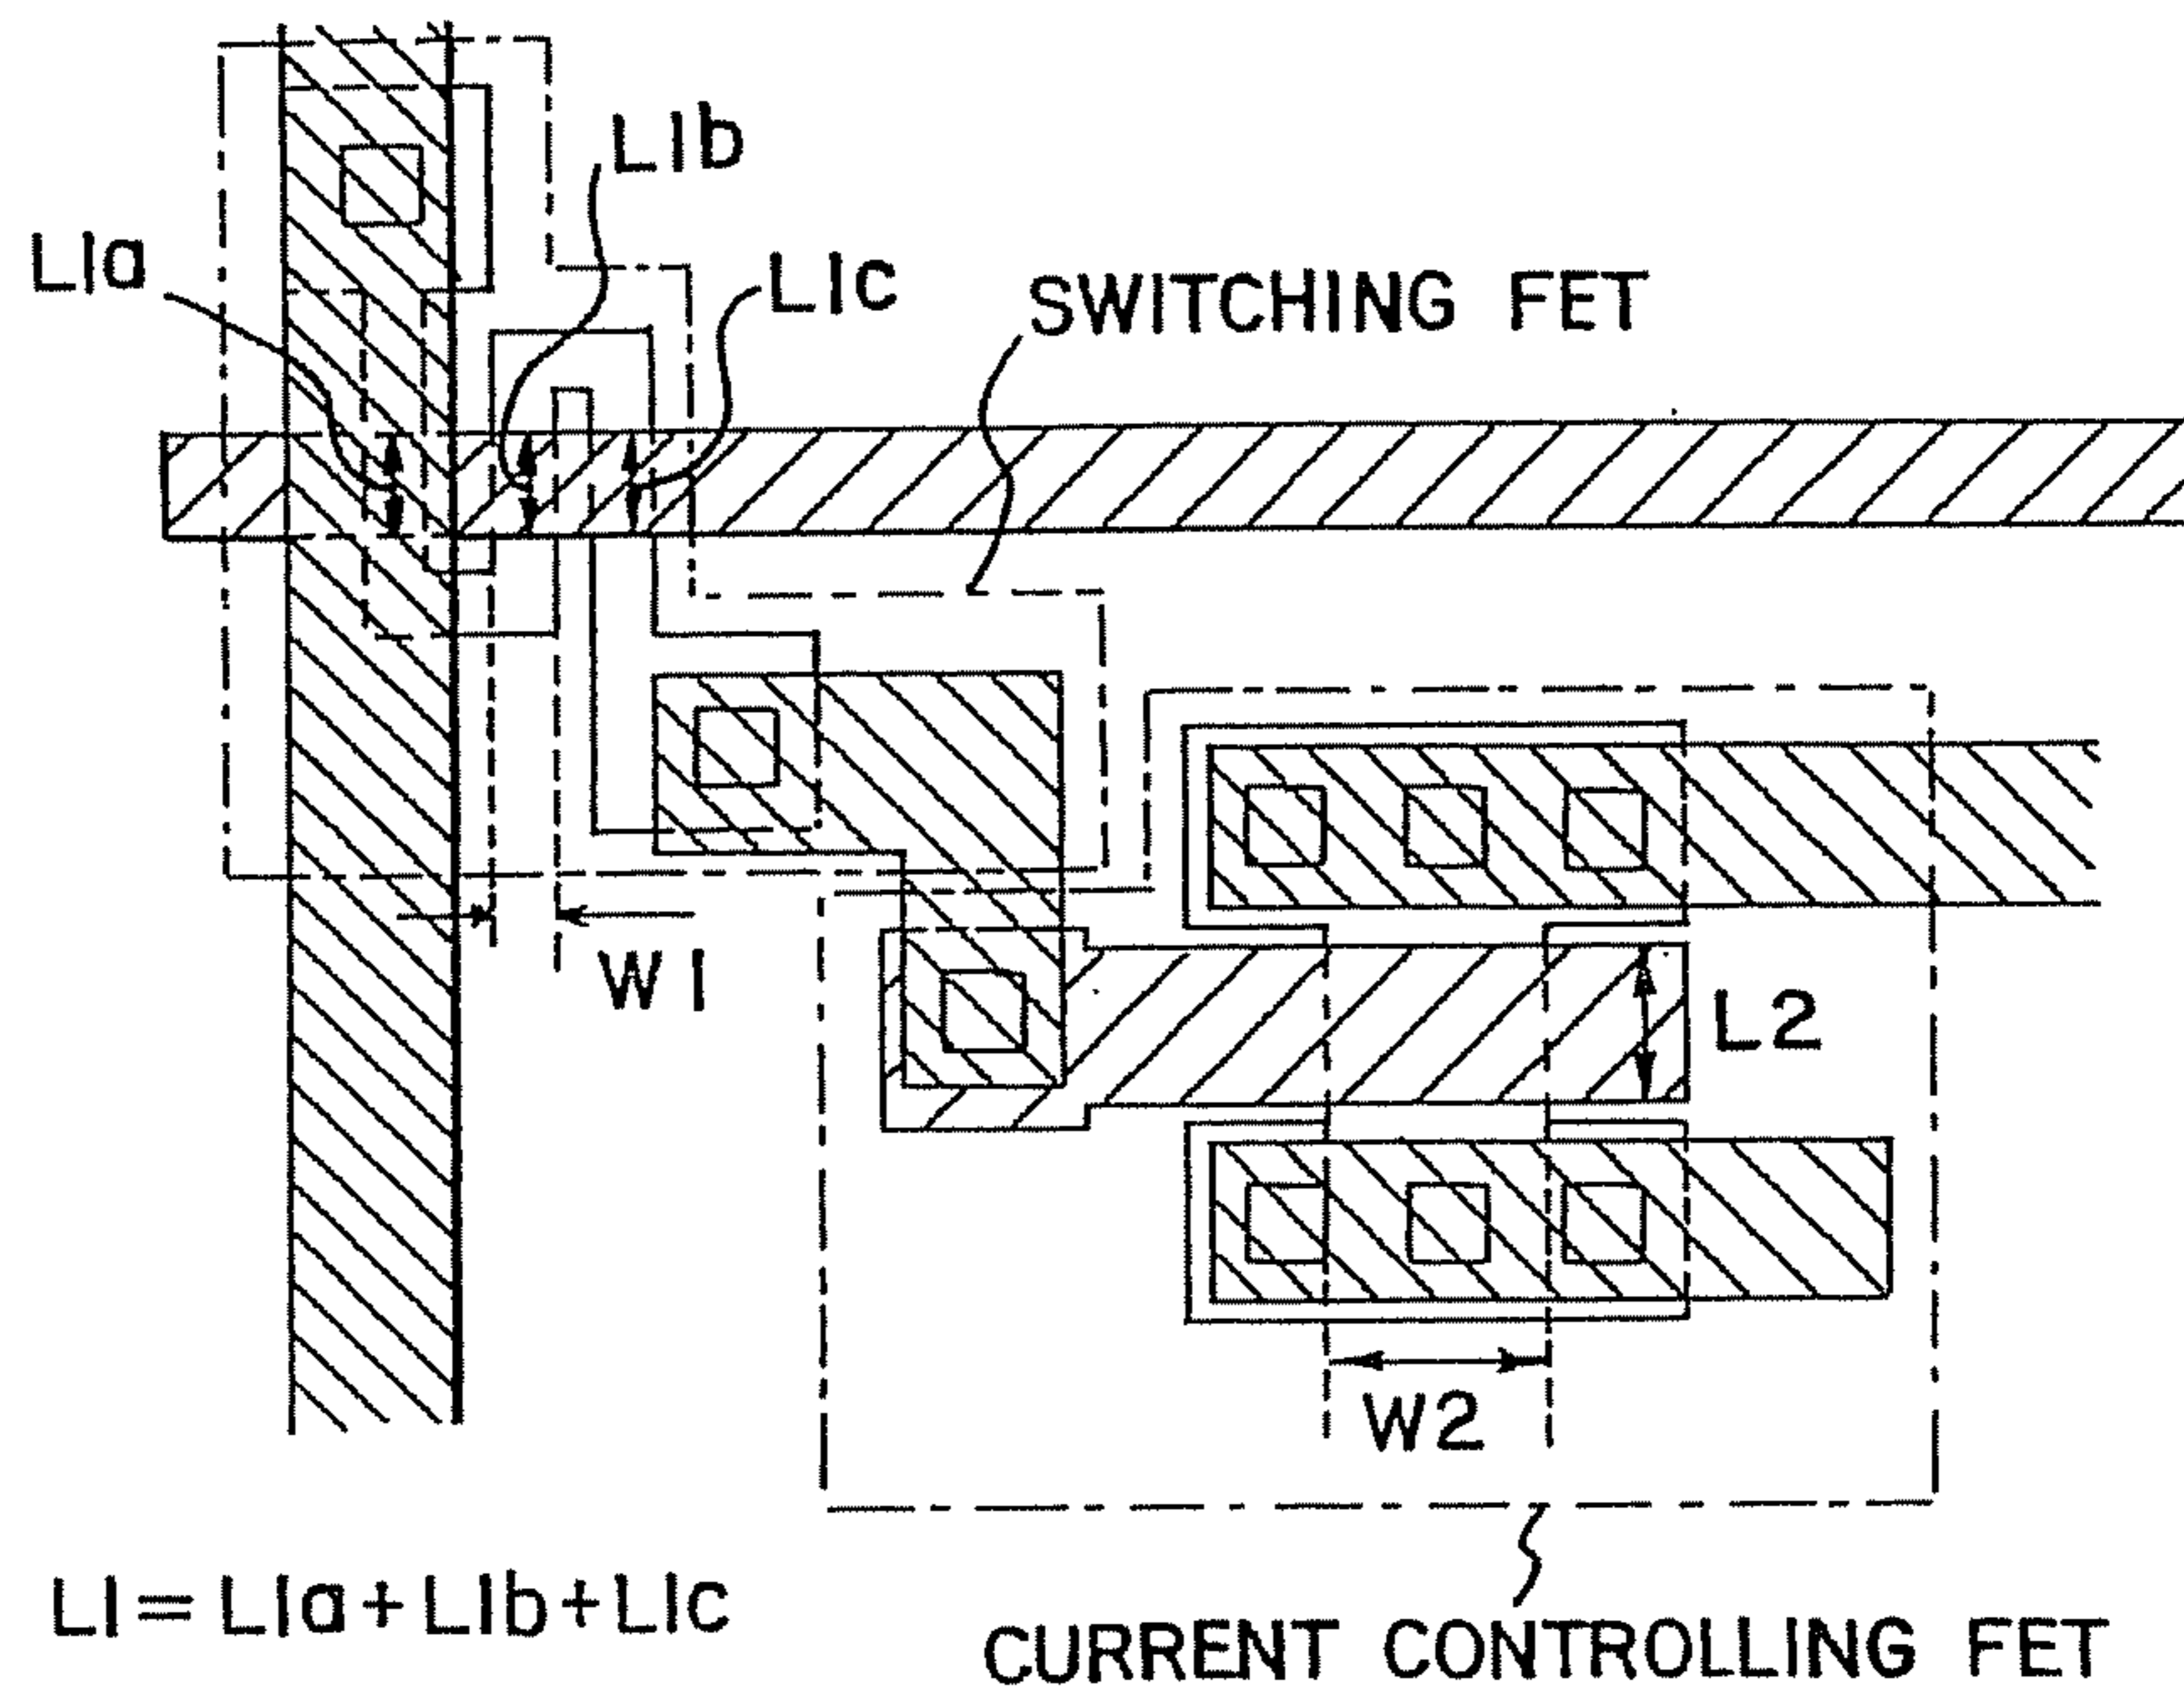 L1b
L1a
L1c
SWITCHING FET
W1
L2
W2
L1=L1a+L1b+L1c
CURRENT CONTROLLING FET